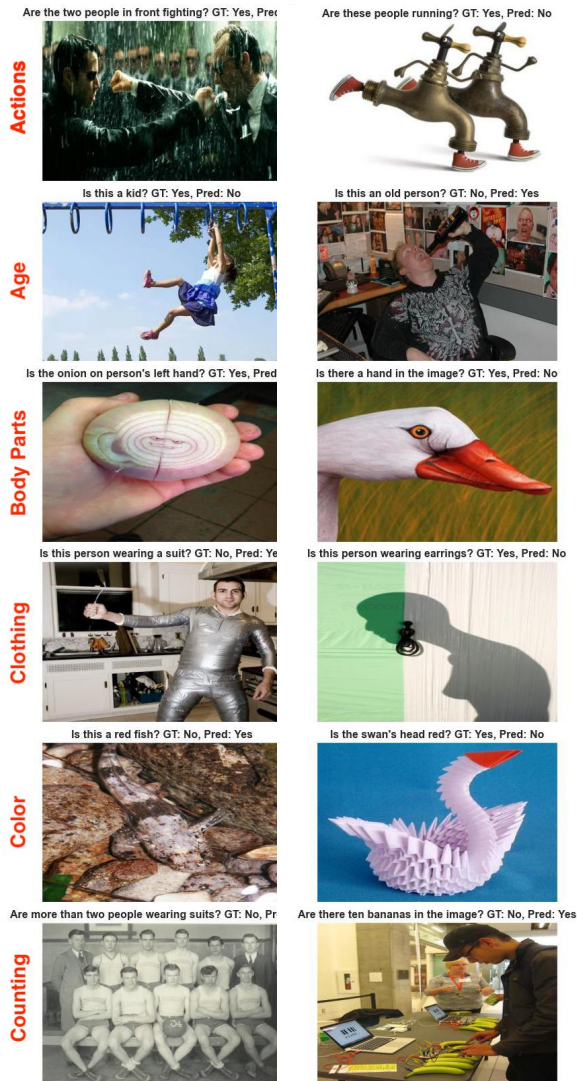 Are the two people in front fighting? GT: Yes, Pred
Are these people running? GT: Yes, Pred: No
Actions
Is this a kid? GT: Yes, Pred: No
Is this an old person? GT: No, Pred: Yes
Age
Is the onion on person's left hand? GT: Yes, Pred
Is there a hand in the image? GT: Yes, Pred: No
Body Parts
Is this person wearing a suit? GT: No, Pred: Ye
Is this person wearing earrings? GT: Yes, Pred: No
Clothing
Is this a red fish? GT: No, Pred: Yes
Is the swan's head red? GT: Yes, Pred: No
Color
Are more than two people wearing suits? GT: No, Pr
Are there ten bananas in the image? GT: No, Pred: Yes
Counting